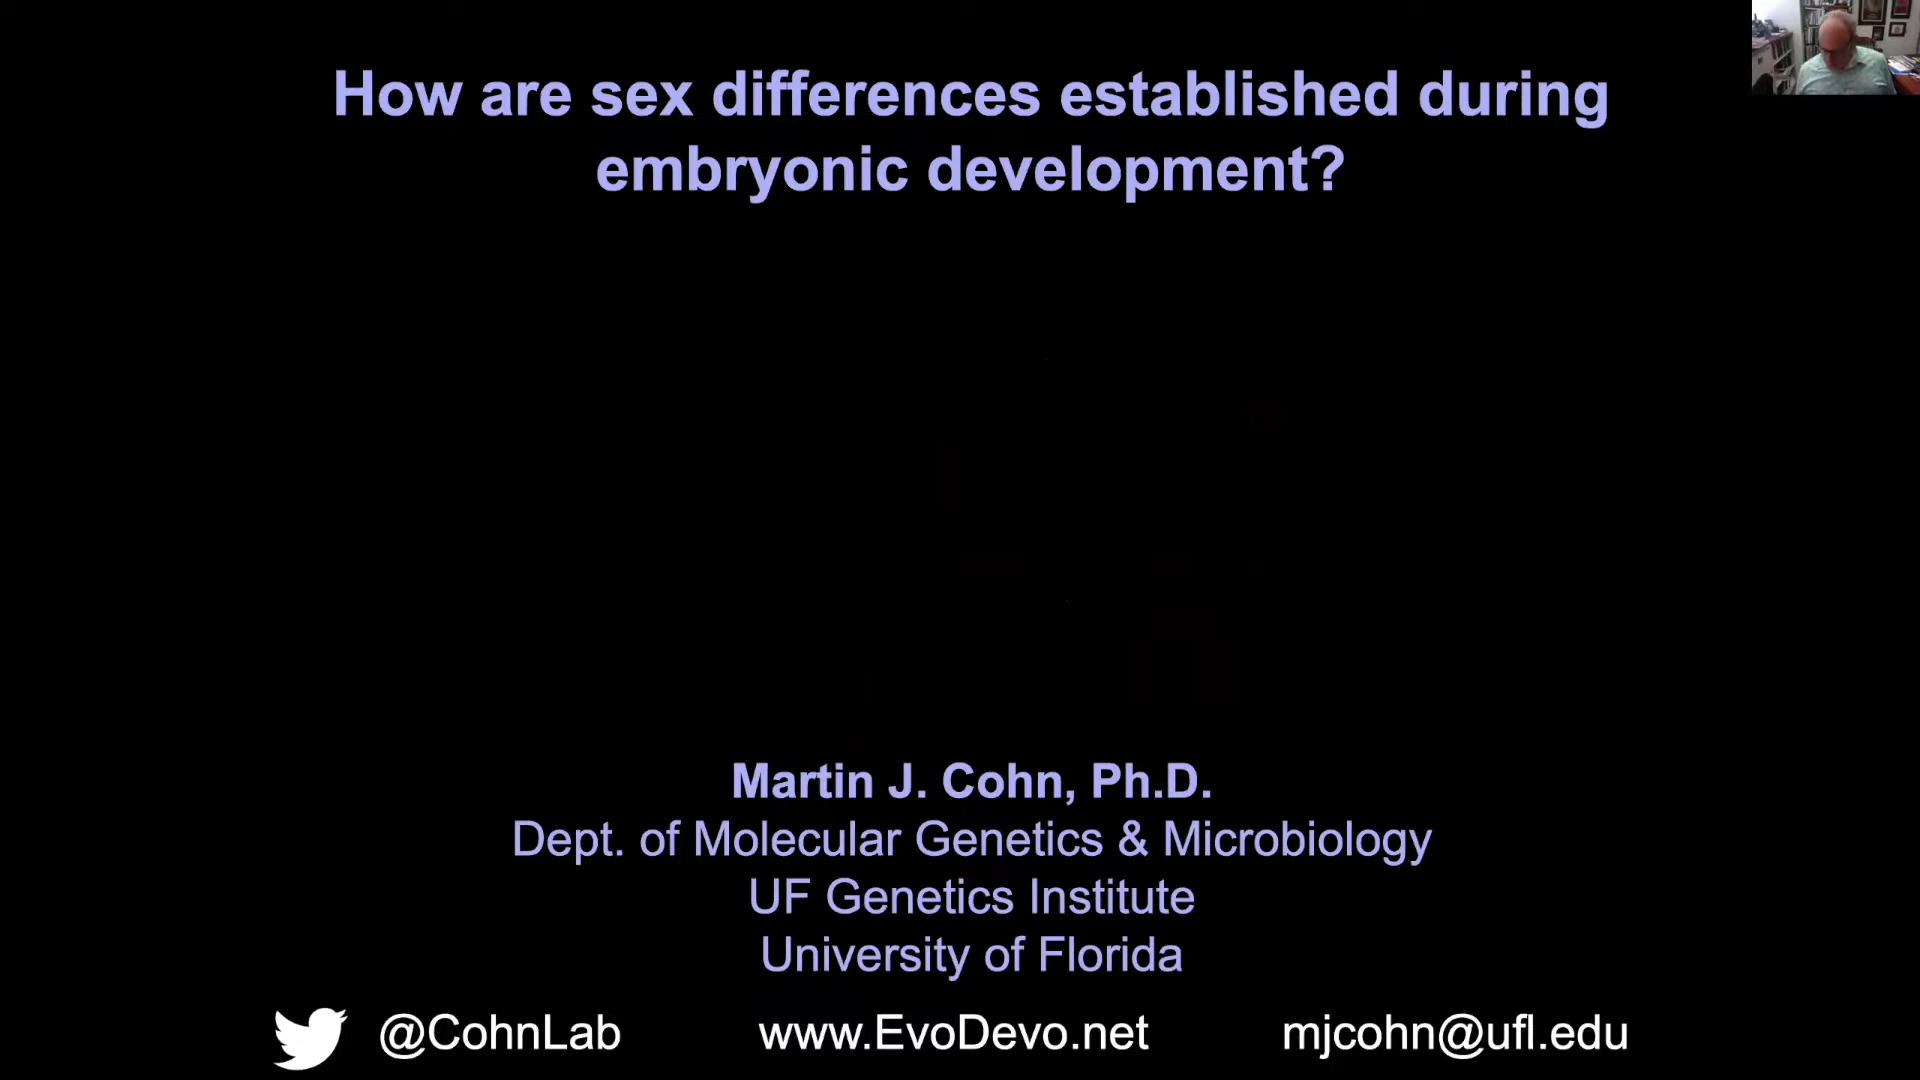 How are sex differences established during
embryonic development?
Martin J. Cohn, Ph.D.
Dept. of Molecular Genetics & Microbiology
UF Genetics Institute
University of Florida
@CohnLab www.EvoDevo.net mjcohn@ufl.edu